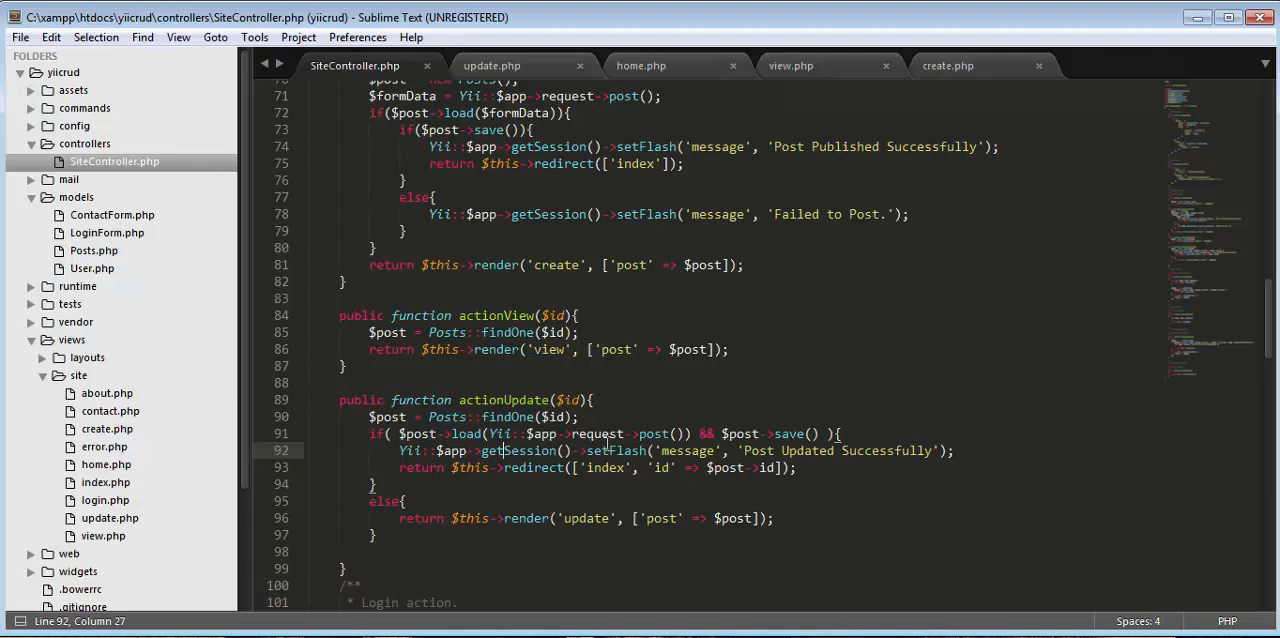 C:\xampp\htdocs\yiicrud\controllers\SiteController.php (yiicrud) - Sublime Text (UNREGISTERED)
File Edit Selection Find View Goto Tools Project Preferences Help
FOLDERS
yiicrud
assets
commands
config
controllers
SiteController.php
mail
models
ContactForm.php
LoginForm.php
Posts.php
User.php
runtime
tests
vendor
views
layouts
site
about.php
contact.php
create.php
error.php
home.php
index.php
login.php
update.php
view.php
web
widgets
.bowerrc
.gitignore
SiteController.php × update.php × home.php × view.php × create.php ×
70 $post = new Posts();
71 $formData = Yii::$app->request->post();
72 if($post->load($formData)){
73 if($post->save()){
74 Yii::$app->getSession()->setFlash('message', 'Post Published Successfully');
75 return $this->redirect(['index']);
76 }
77 else{
78 Yii::$app->getSession()->setFlash('message', 'Failed to Post.');
79 }
80 }
81 return $this->render('create', ['post' => $post]);
82 }
83
84 public function actionView($id){
85 $post = Posts::findOne($id);
86 return $this->render('view', ['post' => $post]);
87 }
88
89 public function actionUpdate($id){
90 $post = Posts::findOne($id);
91 if( $post->load(Yii::$app->request->post()) && $post->save() ){
92 Yii::$app->getSession()->setFlash('message', 'Post Updated Successfully');
93 return $this->redirect(['index', 'id' => $post->id]);
94 }
95 else{
96 return $this->render('update', ['post' => $post]);
97 }
98
99 }
100 /**
101 * Login action.
Line 92, Column 27 Spaces: 4 PHP